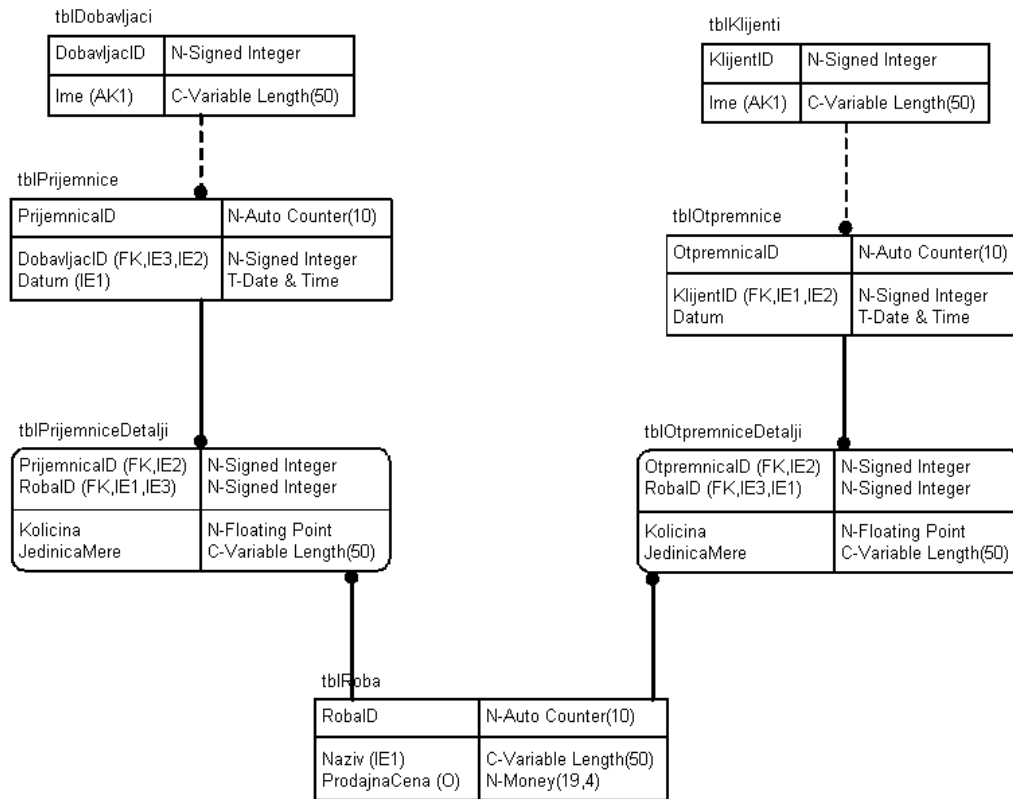 tblDobavljaci
DobavljacID N-Signed Integer
Ime (AK1) C-Variable Length(50)
tblKlijenti
KlijentID N-Signed Integer
Ime (AK1) C-Variable Length(50)
tblPrijemnice
PrijemnicaID N-Auto Counter(10)
DobavljacID (FK,IE3,IE2) N-Signed Integer
Datum (IE1) T-Date & Time
tblOtpremnice
OtpremnicaID N-Auto Counter(10)
KlijentID (FK,IE1,IE2) N-Signed Integer
Datum T-Date & Time
tblPrijemniceDetalji
PrijemnicaID (FK,IE2) N-Signed Integer
RobaID (FK,IE1,IE3) N-Signed Integer
Kolicina N-Floating Point
JedinicaMere C-Variable Length(50)
tblOtpremniceDetalji
OtpremnicaID (FK,IE2) N-Signed Integer
RobaID (FK,IE3,IE1) N-Signed Integer
Kolicina N-Floating Point
JedinicaMere C-Variable Length(50)
tblRoba
RobaID N-Auto Counter(10)
Naziv (IE1) C-Variable Length(50)
ProdajnaCena (O) N-Money(19,4)